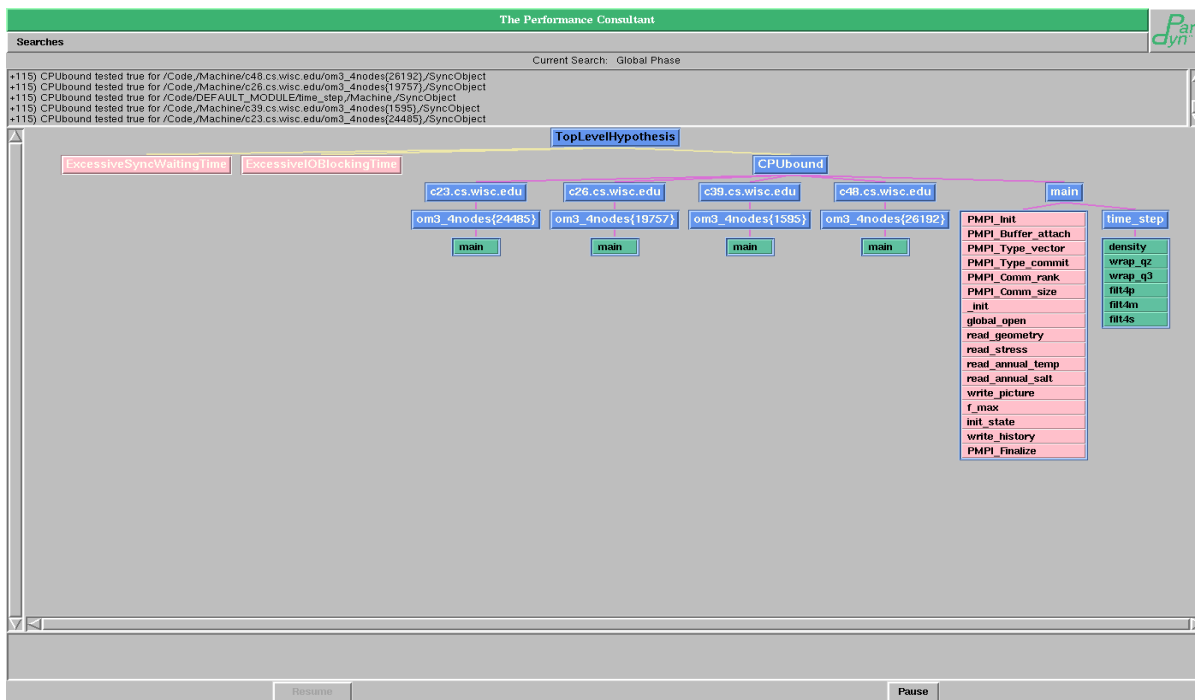 The Performance Consultant
Paradyn
Searches
Current Search: Global Phase
+115) CPUbound tested true for /Code,/Machine/c48.cs.wisc.edu/om3_4nodes{26192},/SyncObject
+115) CPUbound tested true for /Code,/Machine/c26.cs.wisc.edu/om3_4nodes{19757},/SyncObject
+115) CPUbound tested true for /Code/DEFAULT_MODULE/time_step,/Machine,/SyncObject
+115) CPUbound tested true for /Code,/Machine/c39.cs.wisc.edu/om3_4nodes{1595},/SyncObject
+115) CPUbound tested true for /Code,/Machine/c23.cs.wisc.edu/om3_4nodes{24485},/SyncObject
TopLevelHypothesis
ExcessiveSyncWaitingTime ExcessiveIOBlockingTime CPUbound
c23.cs.wisc.edu c26.cs.wisc.edu c39.cs.wisc.edu c48.cs.wisc.edu main
om3_4nodes{24485} om3_4nodes{19757} om3_4nodes{1595} om3_4nodes{26192} time_step
main main main main
PMPI_Init
PMPI_Buffer_attach
PMPI_Type_vector
PMPI_Type_commit
PMPI_Comm_rank
PMPI_Comm_size
_init
global_open
read_geometry
read_stress
read_annual_temp
read_annual_salt
write_picture
f_max
init_state
write_history
PMPI_Finalize
density
wrap_qz
wrap_q3
filt4p
filt4m
filt4s
Resume Pause